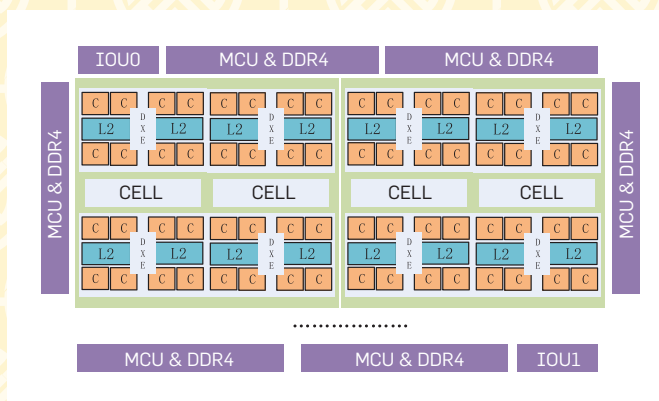 IOU0 MCU & DDR4 MCU & DDR4
MCU & DDR4
MCU & DDR4
C C C C C C C C C C C C C C C C
L2 DXE L2 L2 DXE L2 L2 DXE L2 L2 DXE L2
C C C C C C C C C C C C C C C C
CELL CELL CELL CELL
C C C C C C C C C C C C C C C C
L2 DXE L2 L2 DXE L2 L2 DXE L2 L2 DXE L2
C C C C C C C C C C C C C C C C
..................
MCU & DDR4 MCU & DDR4 IOU1